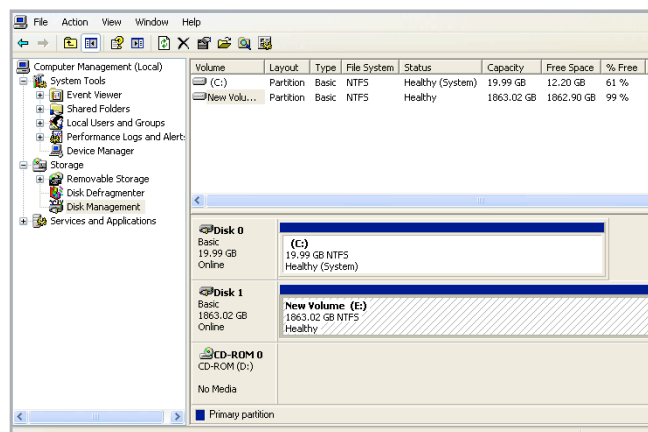 File Action View Window Help
Computer Management (Local)
System Tools
Event Viewer
Shared Folders
Local Users and Groups
Performance Logs and Alert:
Device Manager
Storage
Removable Storage
Disk Defragmenter
Disk Management
Services and Applications
Volume Layout Type File System Status Capacity Free Space % Free
(C:) Partition Basic NTFS Healthy (System) 19.99 GB 12.20 GB 61 %
New Volu... Partition Basic NTFS Healthy 1863.02 GB 1862.90 GB 99 %
Disk 0
Basic
19.99 GB
Online
(C:)
19.99 GB NTFS
Healthy (System)
Disk 1
Basic
1863.02 GB
Online
New Volume (E:)
1863.02 GB NTFS
Healthy
CD-ROM 0
CD-ROM (D:)
No Media
Primary partition